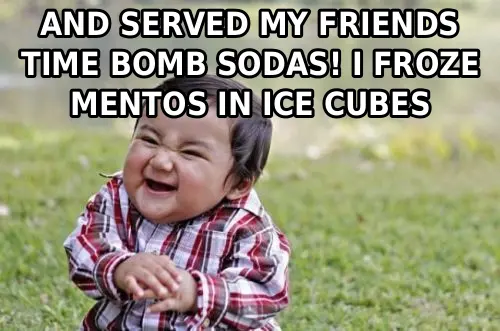 AND SERVED MY FRIENDS
TIME BOMB SODAS! I FROZE
MENTOS IN ICE CUBES